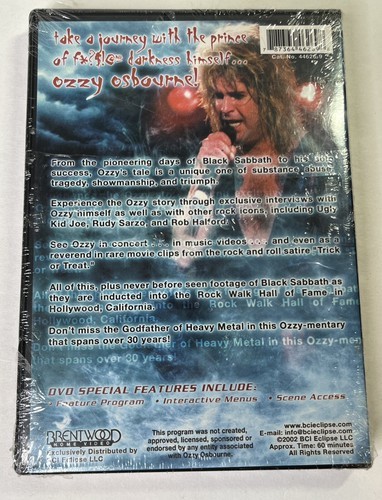 take a journey with the prince
of f*?$!@~ darkness himself...
ozzy osbourne!
Cat. No. 44626/9
From the pioneering days of Black Sabbath to his solo
success, Ozzy's tale is a unique one of substance abuse,
tragedy, showmanship, and triumph.
Experience the Ozzy story through exclusive interviews with
Ozzy himself as well as with other rock icons, including Ugly
Kid Joe, Rudy Sarzo, and Rob Halford.
See Ozzy in concert . . . in music videos . . . and even as a
reverend in rare movie clips from the rock and roll satire "Trick
or Treat."
All of this, plus never before seen footage of Black Sabbath as
they are inducted into the Rock Walk Hall of Fame in
Hollywood, California.
Don't miss the Godfather of Heavy Metal in this Ozzy-mentary
that spans over 30 years!
DVD SPECIAL FEATURES INCLUDE:
• Feature Program • Interactive Menus • Scene Access
BRENTWOOD
HOME VIDEO
Exclusively Distributed by
BCI Eclipse LLC
This program was not created,
approved, licensed, sponsored or
endorsed by any entity associated
with Ozzy Osbourne.
www.bcieclipse.com
E-mail: info@bcieclipse.com
©2002 BCI Eclipse LLC
Approx. Time: 60 minutes
All Rights Reserved